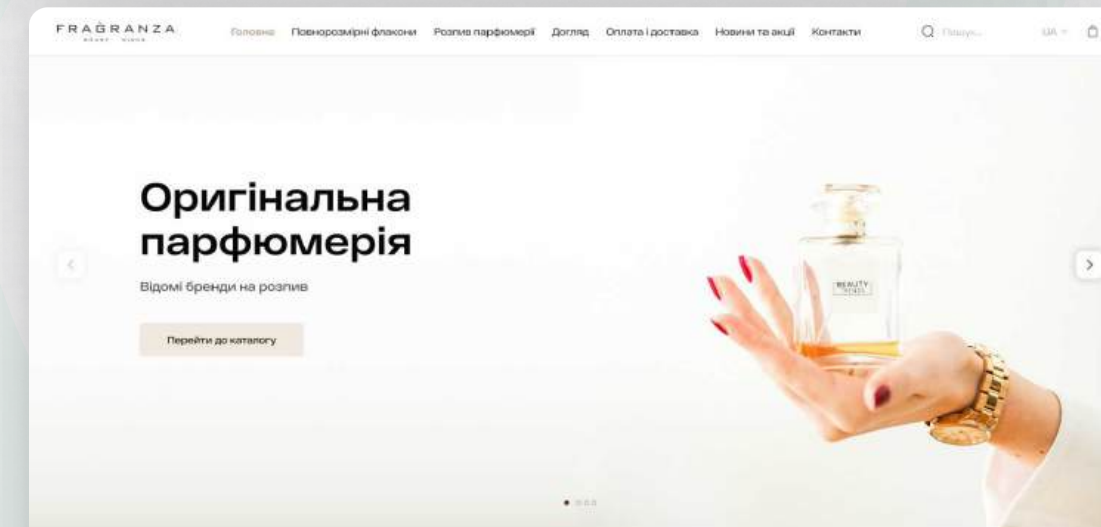 FRAGRANZA
Головна Повнорозмірні флакони Розпив парфюмерії Догляд Оплата і доставка Новини та акції Контакти Пошук... UA
Оригінальна
парфюмерія
Відомі бренди на розпив
Перейти до каталогу
BEAUTY